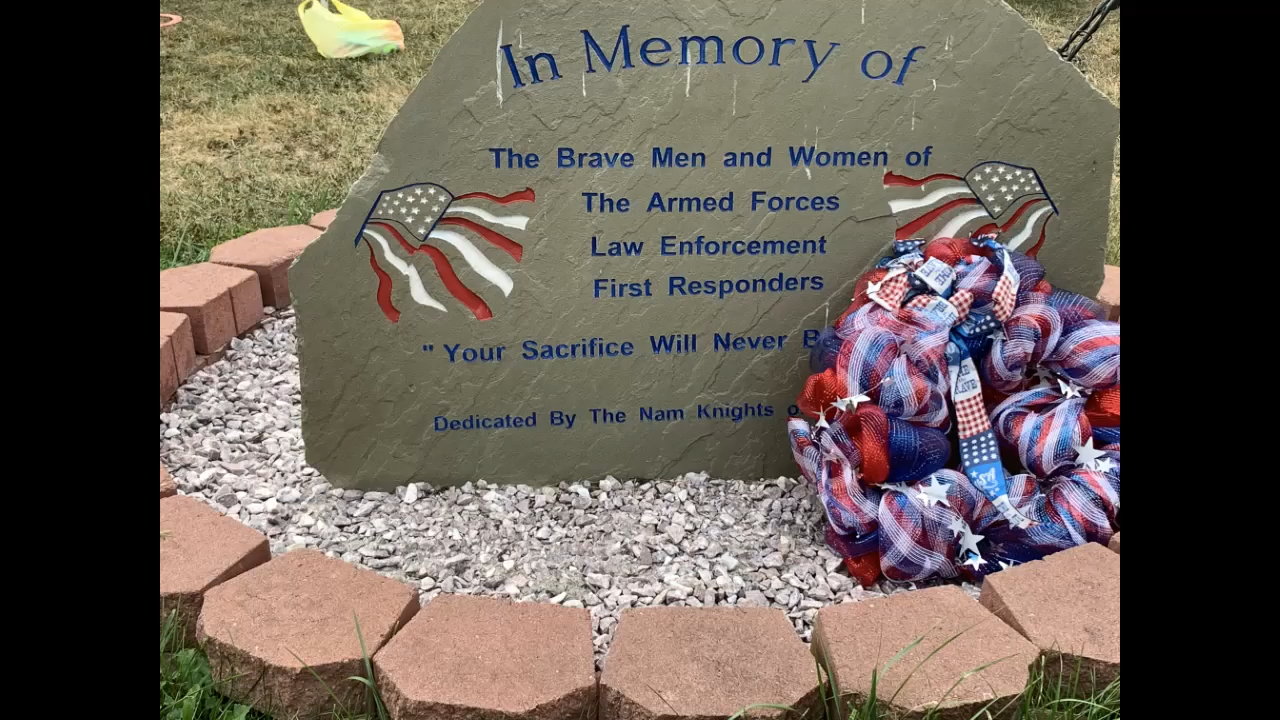 In Memory of
The Brave Men and Women of
The Armed Forces
Law Enforcement
First Responders
" Your Sacrifice Will Never
Dedicated By The Nam Knights